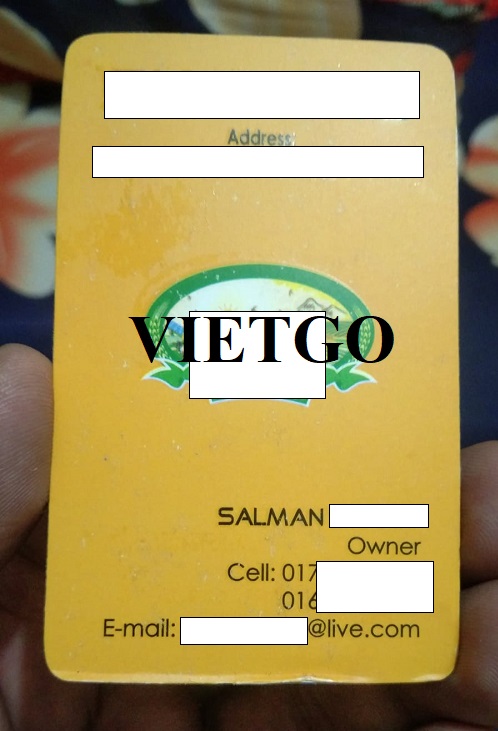 Address:
VIETGO
SALMAN
Owner
Cell: 017
016
E-mail: @live.com